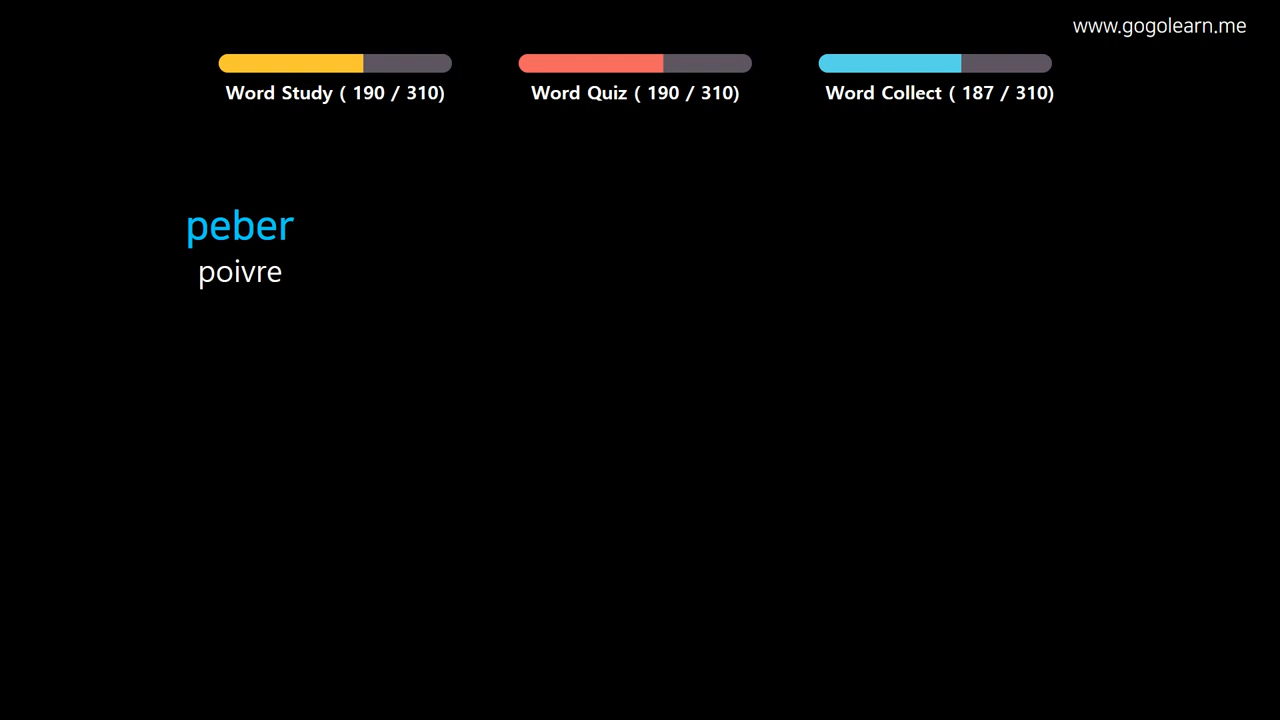 www.gogolearn.me
Word Study ( 190 / 310)
Word Quiz ( 190 / 310)
Word Collect ( 187 / 310)
peber
poivre